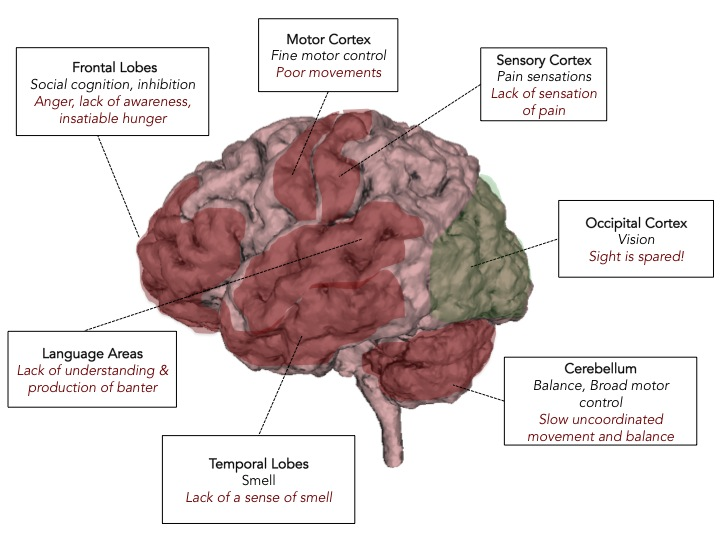 Motor Cortex
Fine motor control
Poor movements
Frontal Lobes
Social cognition, inhibition
Anger, lack of awareness,
insatiable hunger
Sensory Cortex
Pain sensations
Lack of sensation
of pain
Occipital Cortex
Vision
Sight is spared!
Language Areas
Lack of understanding &
production of banter
Cerebellum
Balance, Broad motor
control
Slow uncoordinated
movement and balance
Temporal Lobes
Smell
Lack of a sense of smell